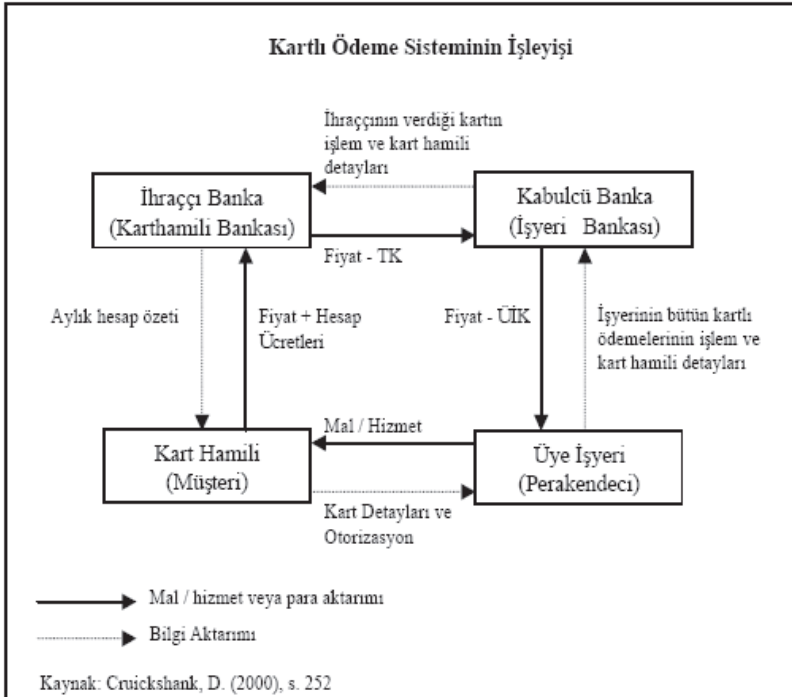 Kartlı Ödeme Sisteminin İşleyişi
İhraççının verdiği kartın
işlem ve kart hamili
detayları
İhraççı Banka
(Karthamili Bankası)
Kabulcü Banka
(İşyeri Bankası)
Fiyat - TK
Aylık hesap özeti
Fiyat + Hesap
Ücretleri
Fiyat - ÜİK
İşyerinin bütün kartlı
ödemelerinin işlem ve
kart hamili detayları
Mal / Hizmet
Kart Hamili
(Müşteri)
Üye İşyeri
(Perakendeci)
Kart Detayları ve
Otorizasyon
Mal / hizmet veya para aktarımı
Bilgi Aktarımı
Kaynak: Cruickshank, D. (2000), s. 252